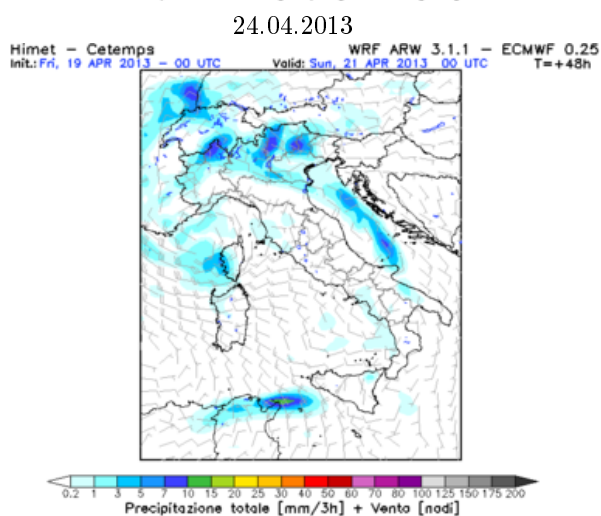 24.04.2013
Himet – Cetemps WRF ARW 3.1.1 – ECMWF 0.25
Init.: Fri, 19 APR 2013 – 00 UTC Valid: Sun, 21 APR 2013 00 UTC T=+48h
0.2 1 3 5 7 10 15 20 25 30 40 50 60 70 80 100 125 150 175 200
Precipitazione totale [mm/3h] + Vento [nodi]